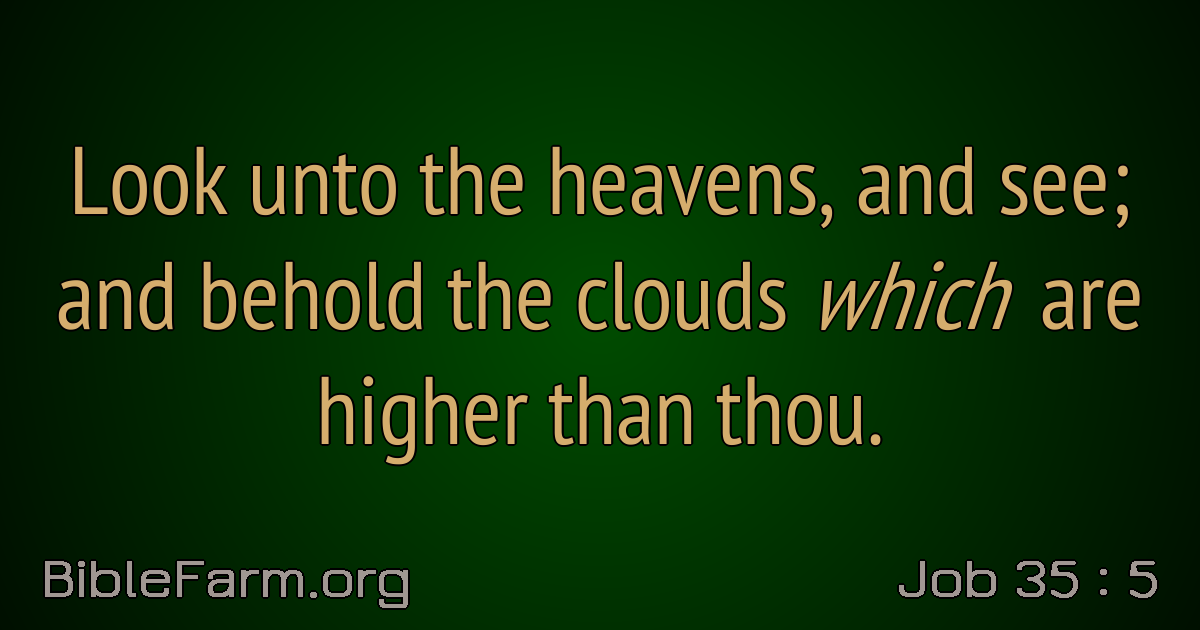 Look unto the heavens, and see;
and behold the clouds which are
higher than thou.
BibleFarm.org
Job 35 : 5